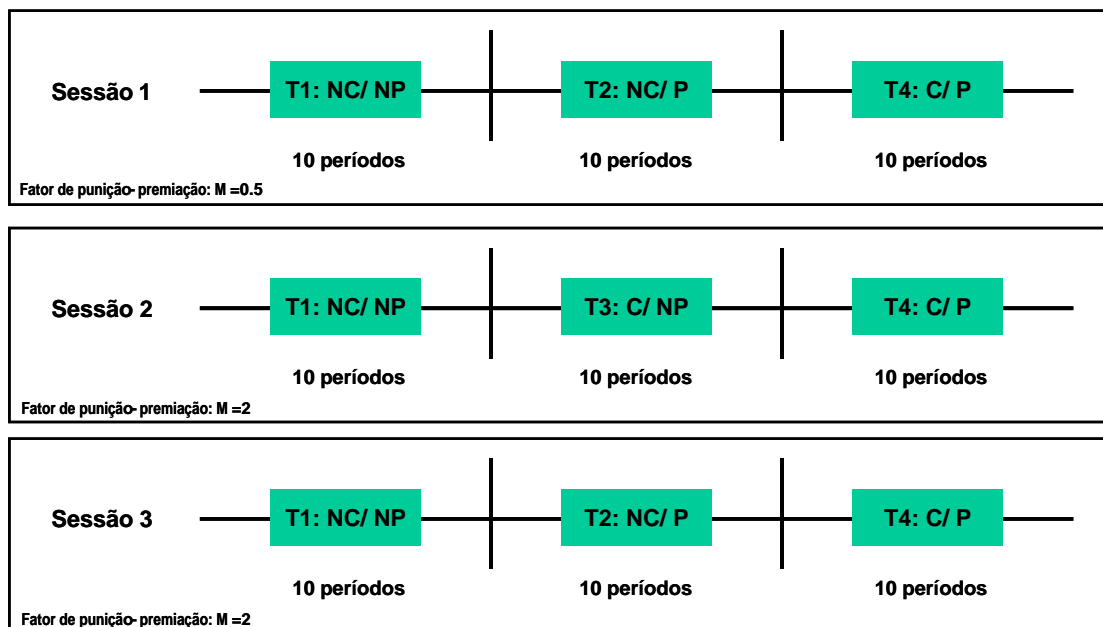 Sessão 1
T1: NC/ NP
T2: NC/ P
T4: C/ P
10 períodos
10 períodos
10 períodos
Fator de punição- premiação: M =0.5
Sessão 2
T1: NC/ NP
T3: C/ NP
T4: C/ P
10 períodos
10 períodos
10 períodos
Fator de punição- premiação: M =2
Sessão 3
T1: NC/ NP
T2: NC/ P
T4: C/ P
10 períodos
10 períodos
10 períodos
Fator de punição- premiação: M =2